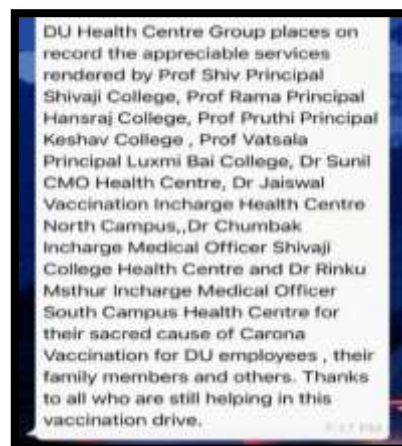 DU Health Centre Group places on
record the appreciable services
rendered by Prof Shiv Principal
Shivaji College, Prof Rama Principal
Hansraj College, Prof Pruthi Principal
Keshav College , Prof Vatsala
Principal Luxmi Bai College, Dr Sunil
CMO Health Centre, Dr Jaiswal
Vaccination Incharge Health Centre
North Campus,,Dr Chumbak
Incharge Medical Officer Shivaji
College Health Centre and Dr Rinku
Msthur Incharge Medical Officer
South Campus Health Centre for
their sacred cause of Carona
Vaccination for DU employees , their
family members and others. Thanks
to all who are still helping in this
vaccination drive.